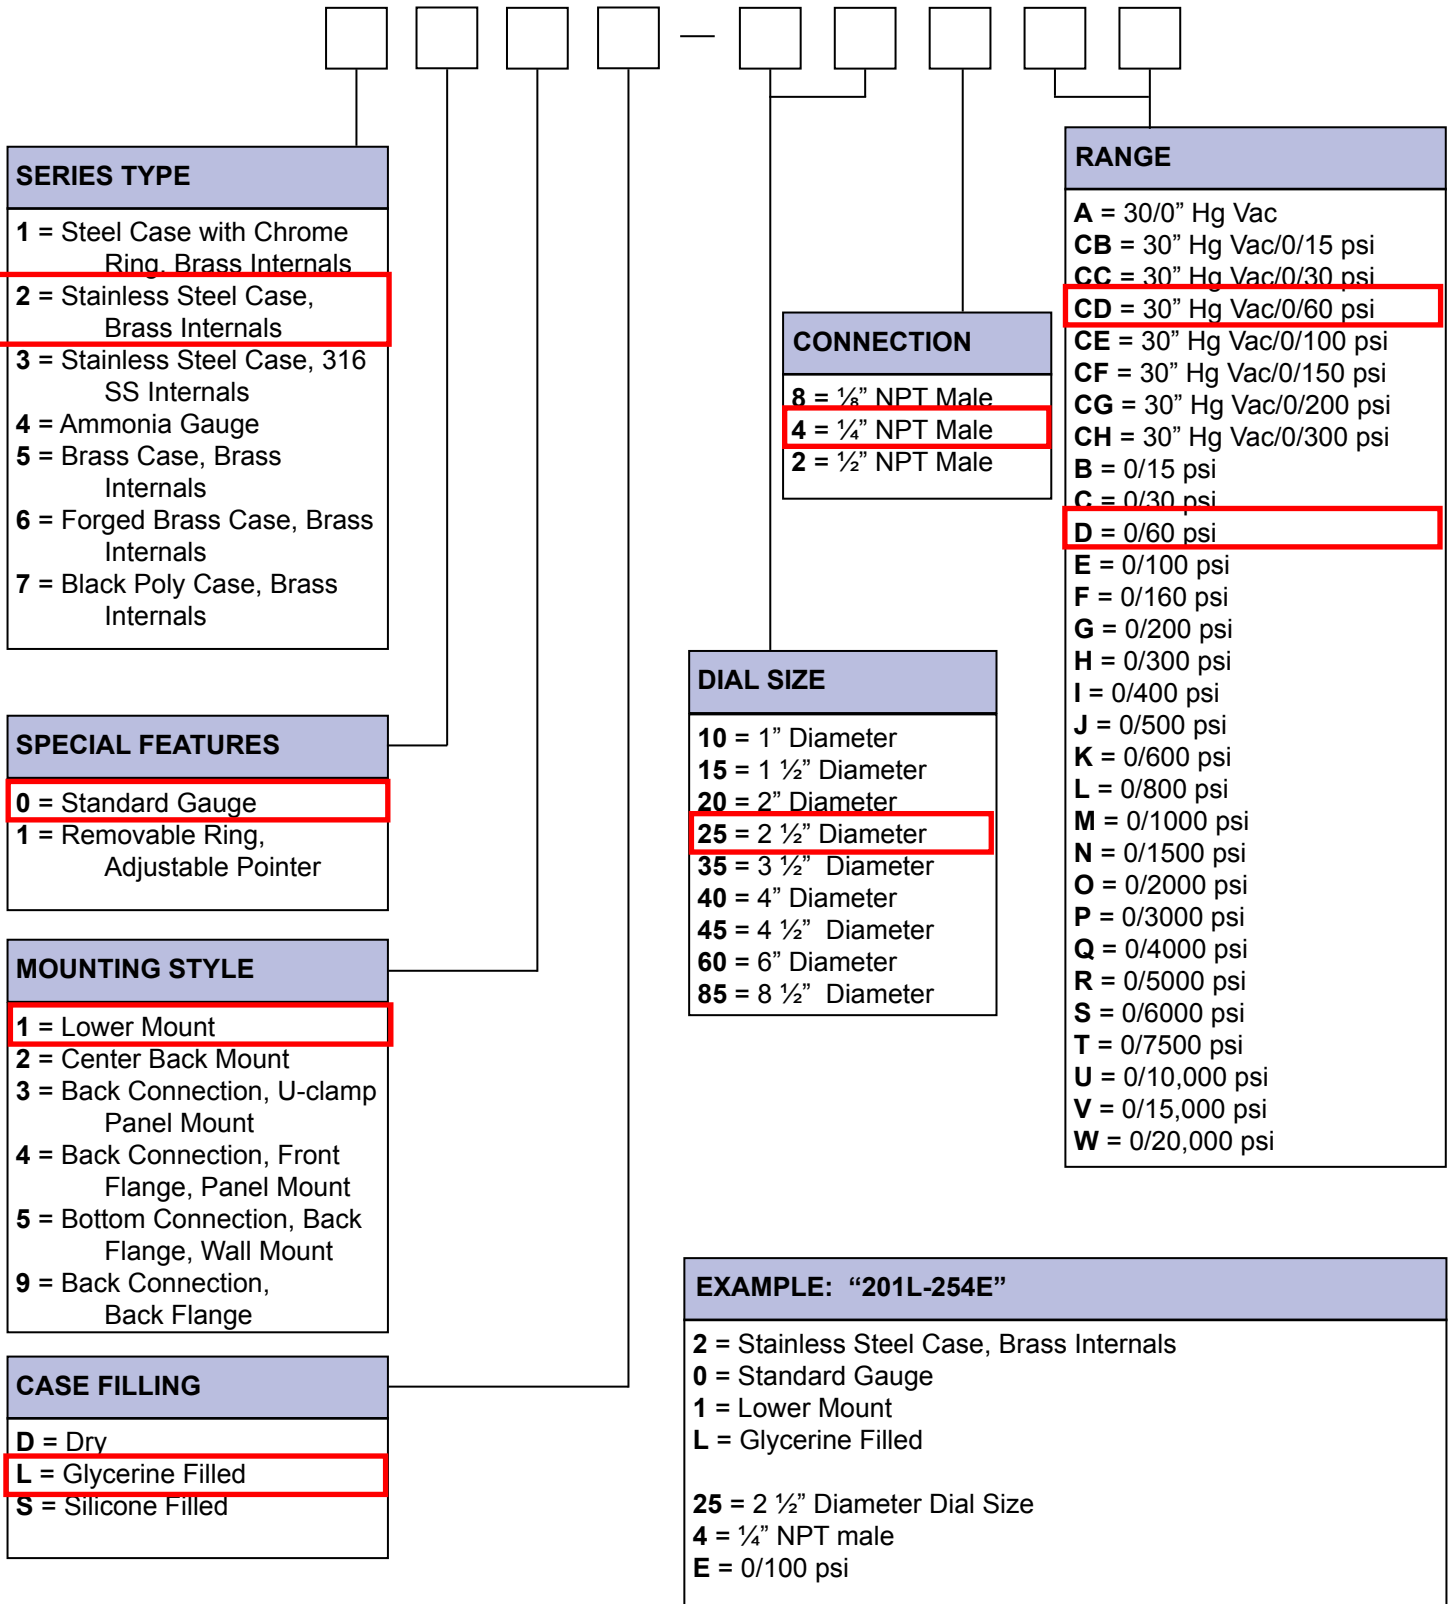 SERIES TYPE
1 = Steel Case with Chrome
Ring, Brass Internals
2 = Stainless Steel Case,
Brass Internals
3 = Stainless Steel Case, 316
SS Internals
4 = Ammonia Gauge
5 = Brass Case, Brass
Internals
6 = Forged Brass Case, Brass
Internals
7 = Black Poly Case, Brass
Internals
SPECIAL FEATURES
0 = Standard Gauge
1 = Removable Ring,
Adjustable Pointer
MOUNTING STYLE
1 = Lower Mount
2 = Center Back Mount
3 = Back Connection, U-clamp
Panel Mount
4 = Back Connection, Front
Flange, Panel Mount
5 = Bottom Connection, Back
Flange, Wall Mount
9 = Back Connection,
Back Flange
CASE FILLING
D = Dry
L = Glycerine Filled
S = Silicone Filled
DIAL SIZE
10 = 1” Diameter
15 = 1 ½” Diameter
20 = 2” Diameter
25 = 2 ½” Diameter
35 = 3 ½” Diameter
40 = 4” Diameter
45 = 4 ½” Diameter
60 = 6” Diameter
85 = 8 ½” Diameter
CONNECTION
8 = ⅛” NPT Male
4 = ¼” NPT Male
2 = ½” NPT Male
RANGE
A = 30/0” Hg Vac
CB = 30” Hg Vac/0/15 psi
CC = 30” Hg Vac/0/30 psi
CD = 30” Hg Vac/0/60 psi
CE = 30” Hg Vac/0/100 psi
CF = 30” Hg Vac/0/150 psi
CG = 30” Hg Vac/0/200 psi
CH = 30” Hg Vac/0/300 psi
B = 0/15 psi
C = 0/30 psi
D = 0/60 psi
E = 0/100 psi
F = 0/160 psi
G = 0/200 psi
H = 0/300 psi
I = 0/400 psi
J = 0/500 psi
K = 0/600 psi
L = 0/800 psi
M = 0/1000 psi
N = 0/1500 psi
O = 0/2000 psi
P = 0/3000 psi
Q = 0/4000 psi
R = 0/5000 psi
S = 0/6000 psi
T = 0/7500 psi
U = 0/10,000 psi
V = 0/15,000 psi
W = 0/20,000 psi
EXAMPLE: “201L-254E”
2 = Stainless Steel Case, Brass Internals
0 = Standard Gauge
1 = Lower Mount
L = Glycerine Filled
25 = 2 ½” Diameter Dial Size
4 = ¼” NPT male
E = 0/100 psi